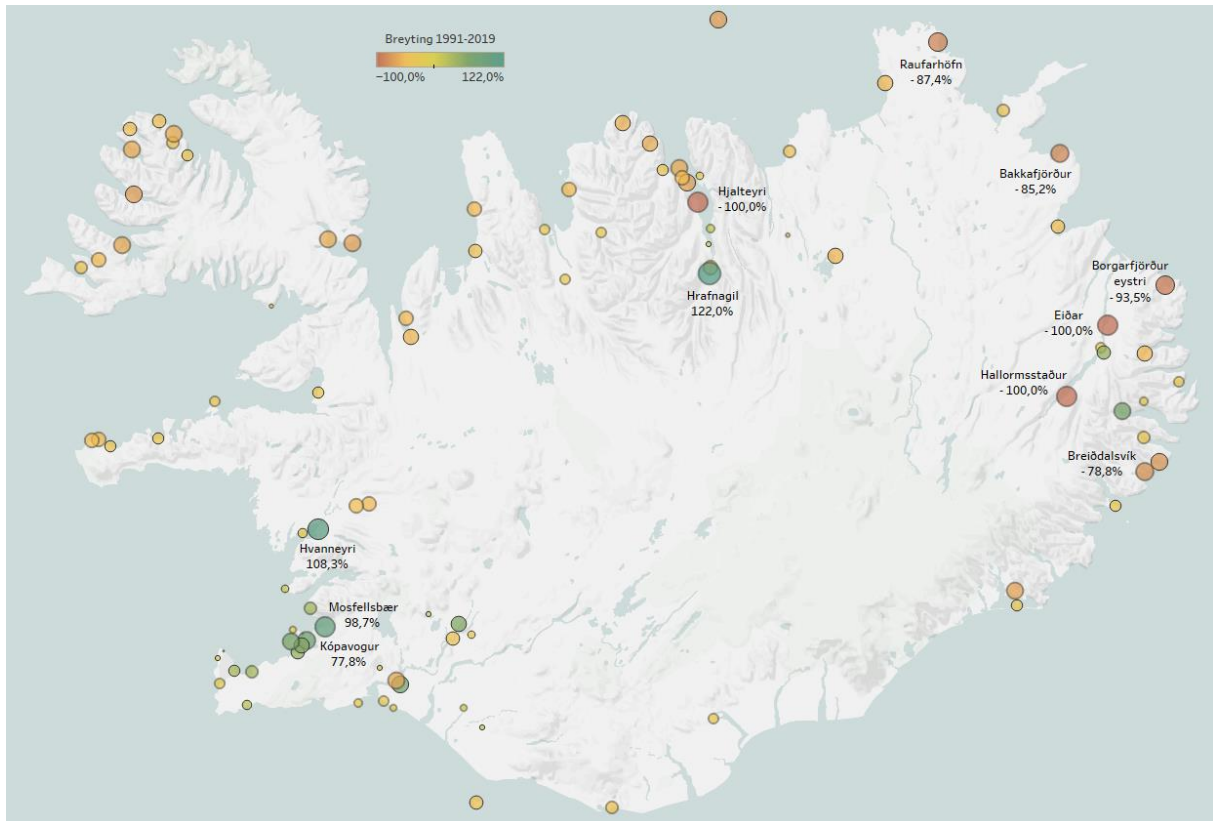 Breyting 1991-2019
−100,0% 122,0%
Raufarhöfn
- 87,4%
Bakkafjörður
- 85,2%
Hjalteyri
- 100,0%
Hrafnagil
122,0%
Borgarfjörður
eystri
- 93,5%
Eiðar
- 100,0%
Hallormsstaður
- 100,0%
Breiðdalsvík
- 78,8%
Hvanneyri
108,3%
Mosfellsbær
98,7%
Kópavogur
77,8%